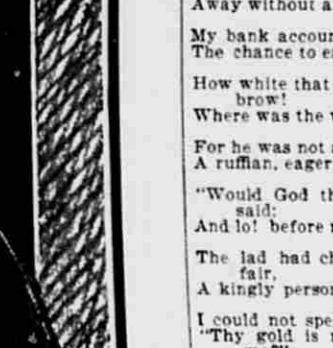 Away without a
My bank accoun
The chance to e
How white that
brow!
Where was the
For he was not
A ruffian, eager
"Would God th
said;
And lo! before
The lad had ch
fair,
A kingly person
I could not spe
"Thy gold is